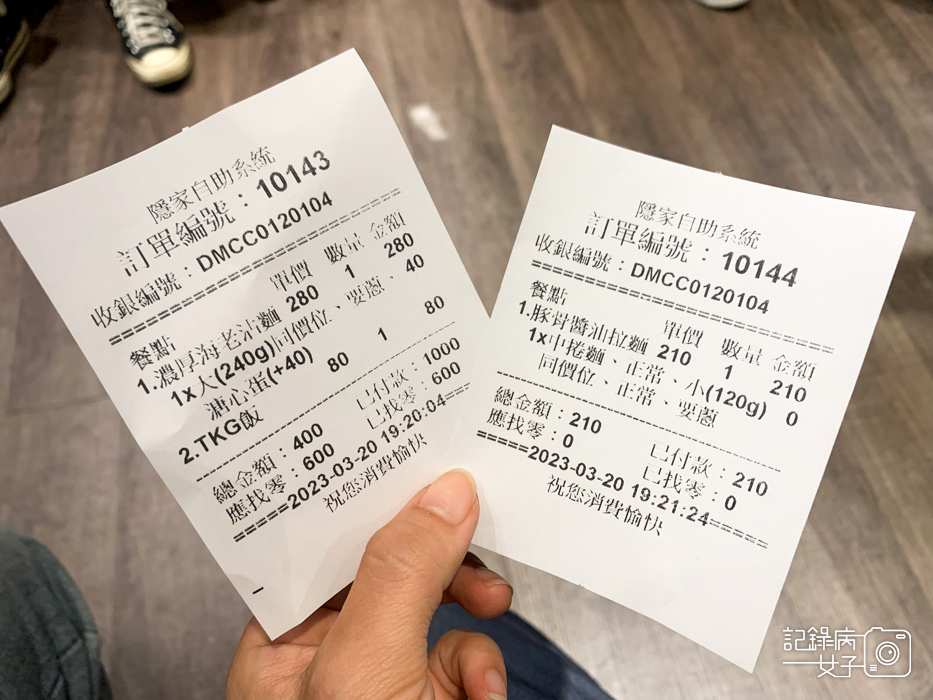 隱家自助系統
訂單編號：10143
收銀編號：DMCC0120104
餐點 單價 數量 金額
1.濃厚海老沾麵 280 1 280
1x大(240g)同價位、要蔥、 40
溏心蛋(+40)
2.TKG飯 80 1 80
總金額：400 已付款：1000
應找零：600 已找零：600
2023-03-20 19:20:04
祝您消費愉快
隱家自助系統
訂單編號：10144
收銀編號：DMCC0120104
餐點 單價 數量 金額
1.豚骨醬油拉麵 210 1 210
1x中捲麵、正常、小(120g) 0
同價位、正常、要蔥
總金額：210 已付款：210
應找零：0 已找零：0
2023-03-20 19:21:24
祝您消費愉快
記錄病
女子